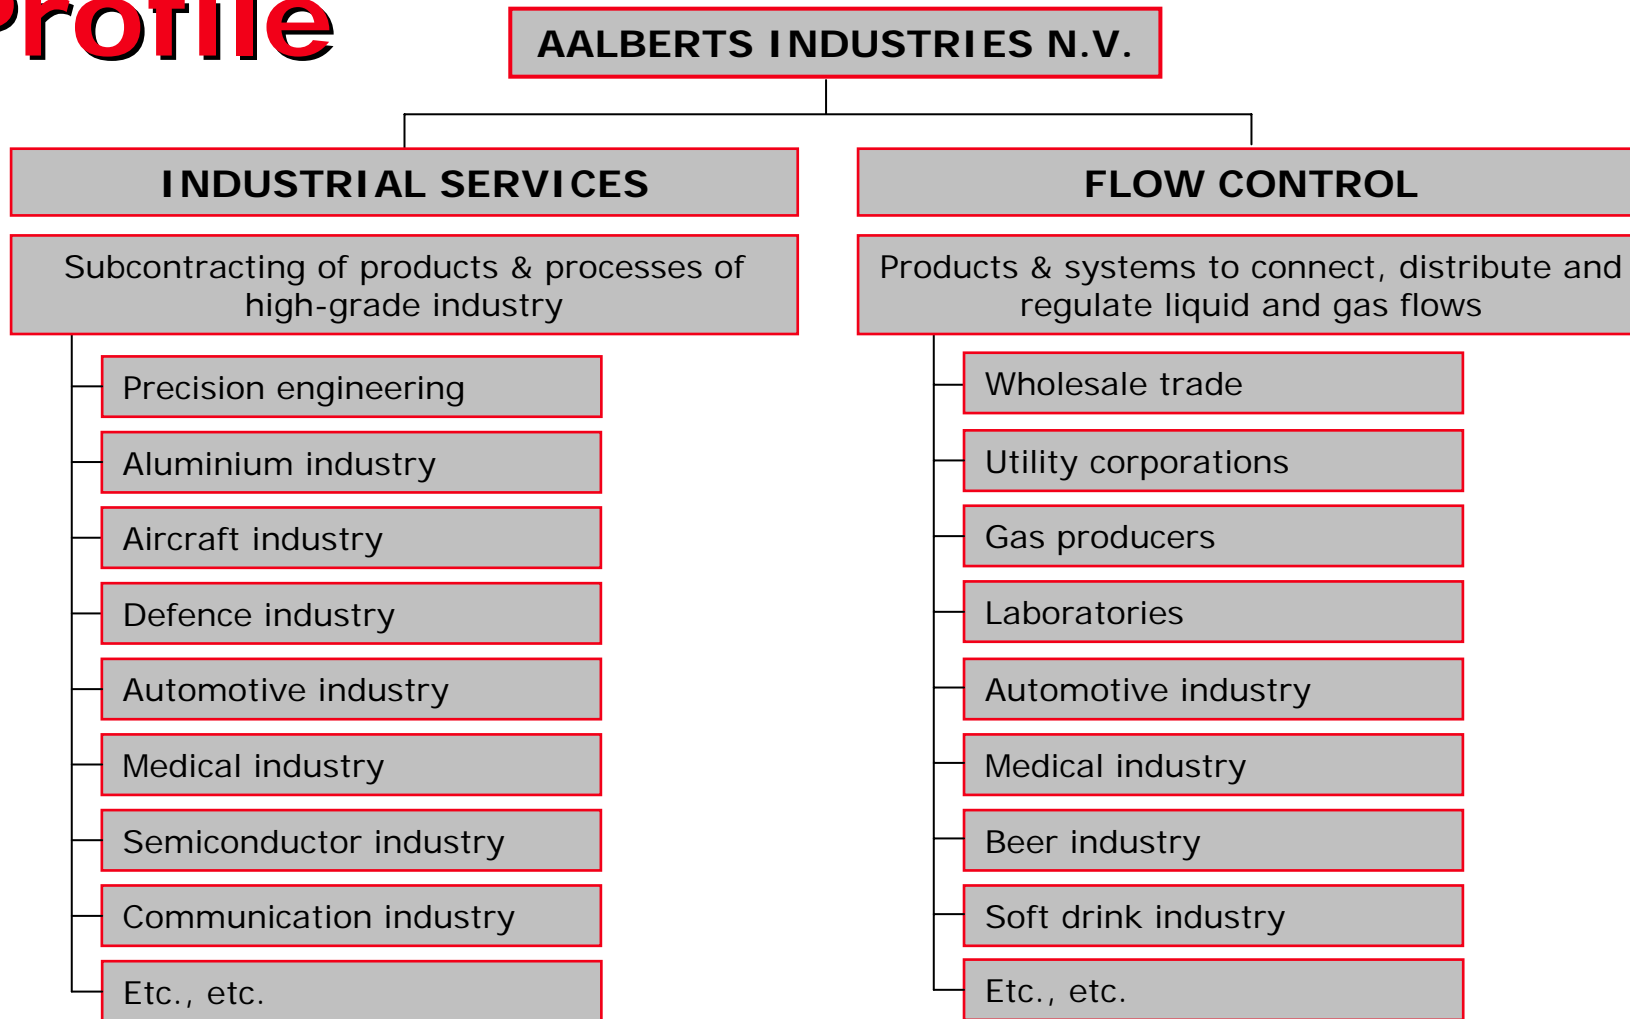 Profile
AALBERTS INDUSTRIES N.V.
INDUSTRIAL SERVICES
Subcontracting of products & processes of
high-grade industry
Precision engineering
Aluminium industry
Aircraft industry
Defence industry
Automotive industry
Medical industry
Semiconductor industry
Communication industry
Etc., etc.
FLOW CONTROL
Products & systems to connect, distribute and
regulate liquid and gas flows
Wholesale trade
Utility corporations
Gas producers
Laboratories
Automotive industry
Medical industry
Beer industry
Soft drink industry
Etc., etc.